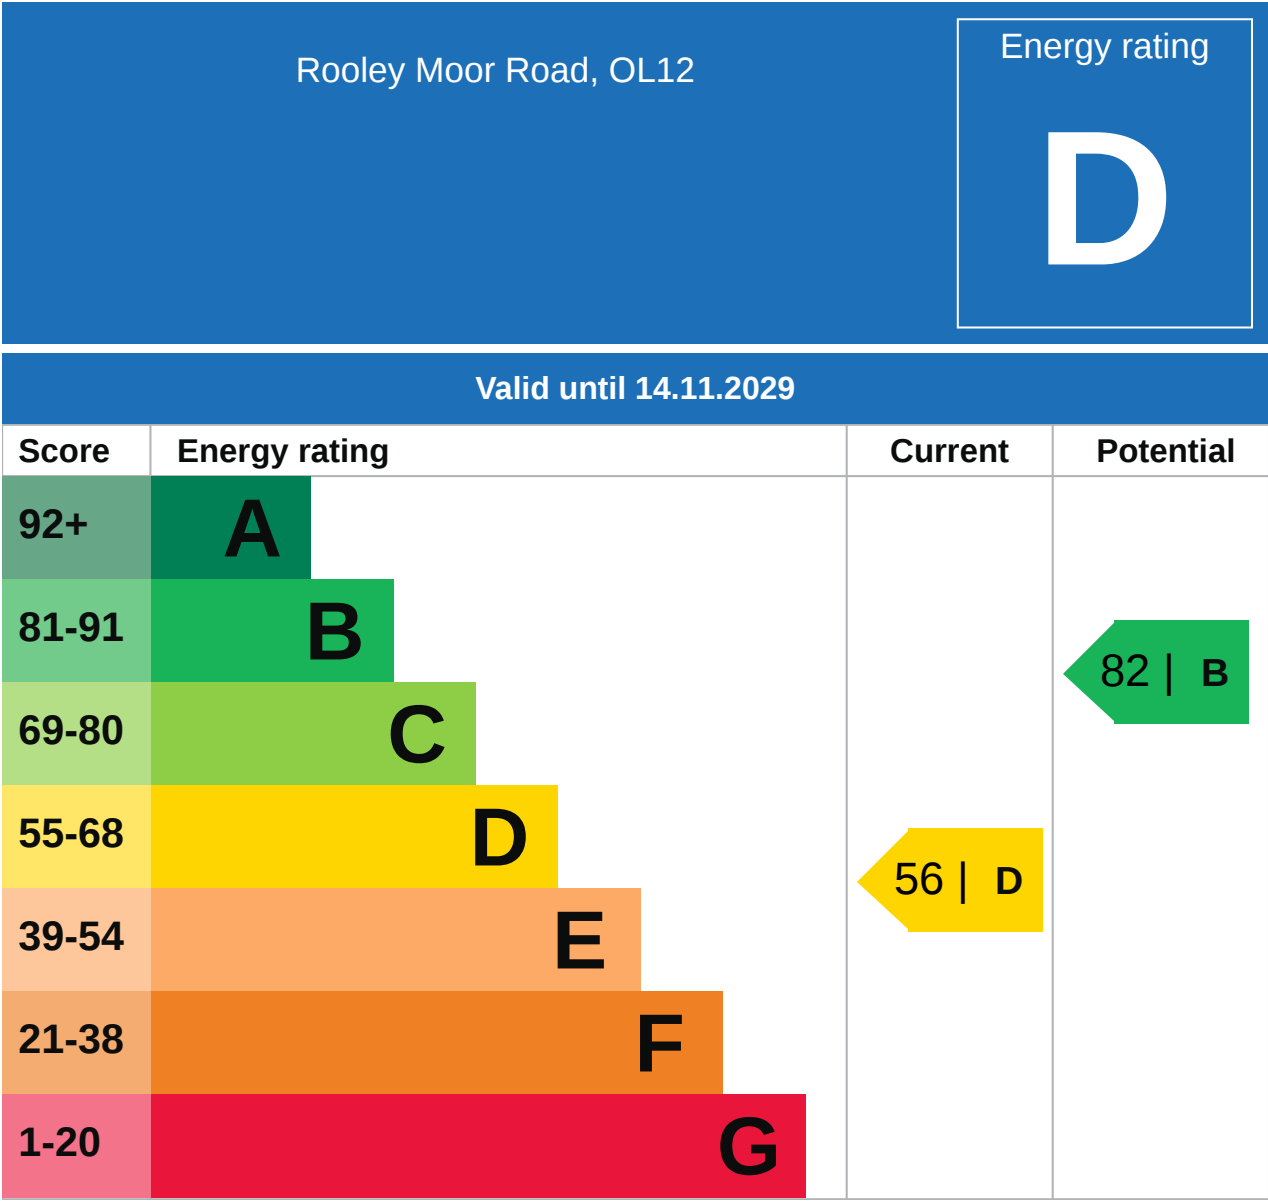 Rooley Moor Road, OL12
Energy rating
D
Valid until 14.11.2029
Score Energy rating Current Potential
92+ A
81-91 B
82 | B
69-80 C
55-68 D
56 | D
39-54 E
21-38 F
1-20 G